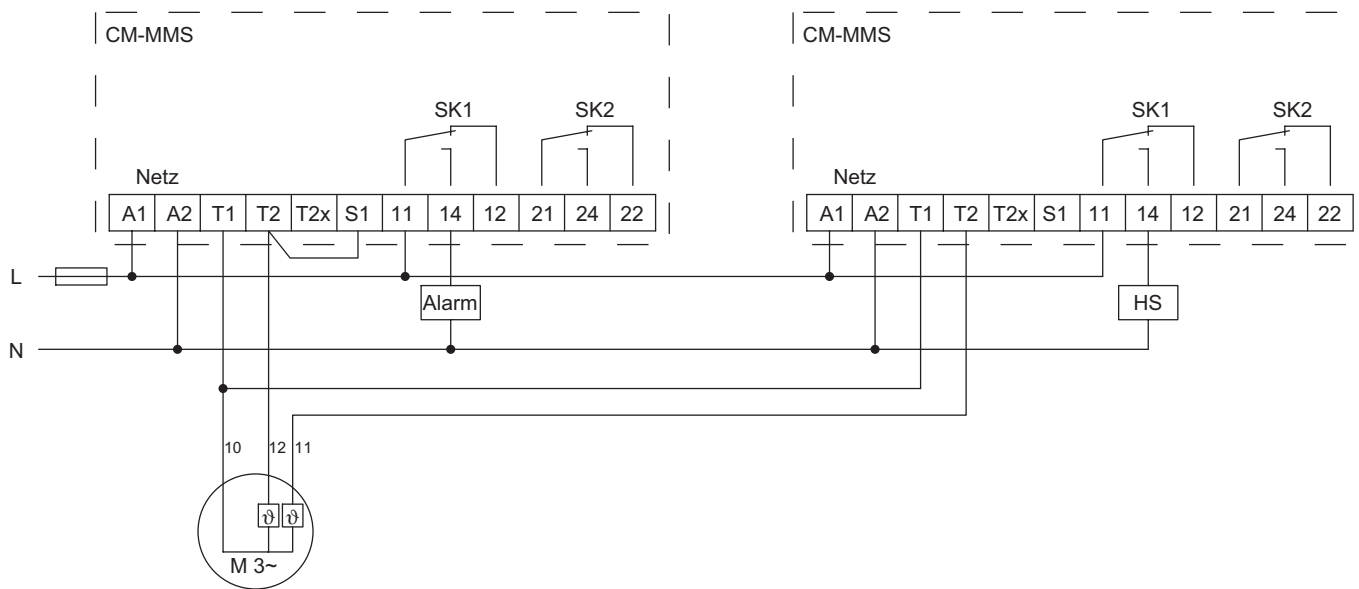 CM-MMS CM-MMS
SK1 SK2 SK1 SK2
Netz Netz
A1 A2 T1 T2 T2x S1 11 14 12 21 24 22 A1 A2 T1 T2 T2x S1 11 14 12 21 24 22
L
Alarm HS
N
10 12 11
ϑ ϑ
M 3~